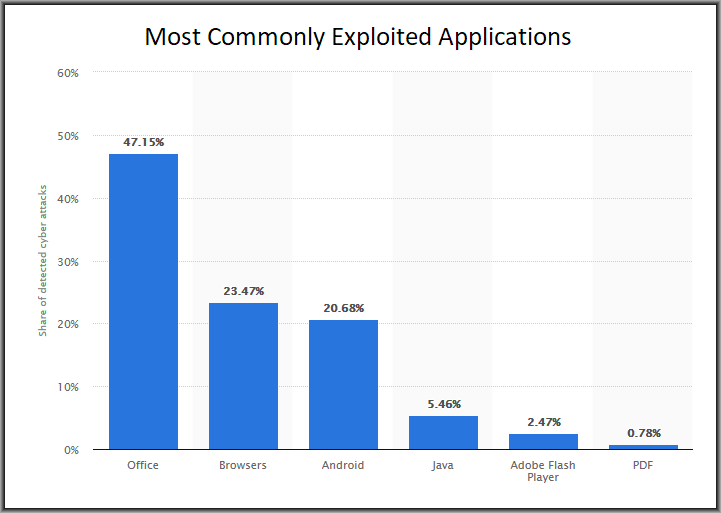 Most Commonly Exploited Applications
60%
50%
40%
30%
20%
10%
0%
Share of detected cyber attacks
47.15%
23.47%
20.68%
5.46%
2.47%
0.78%
Office
Browsers
Android
Java
Adobe Flash
Player
PDF